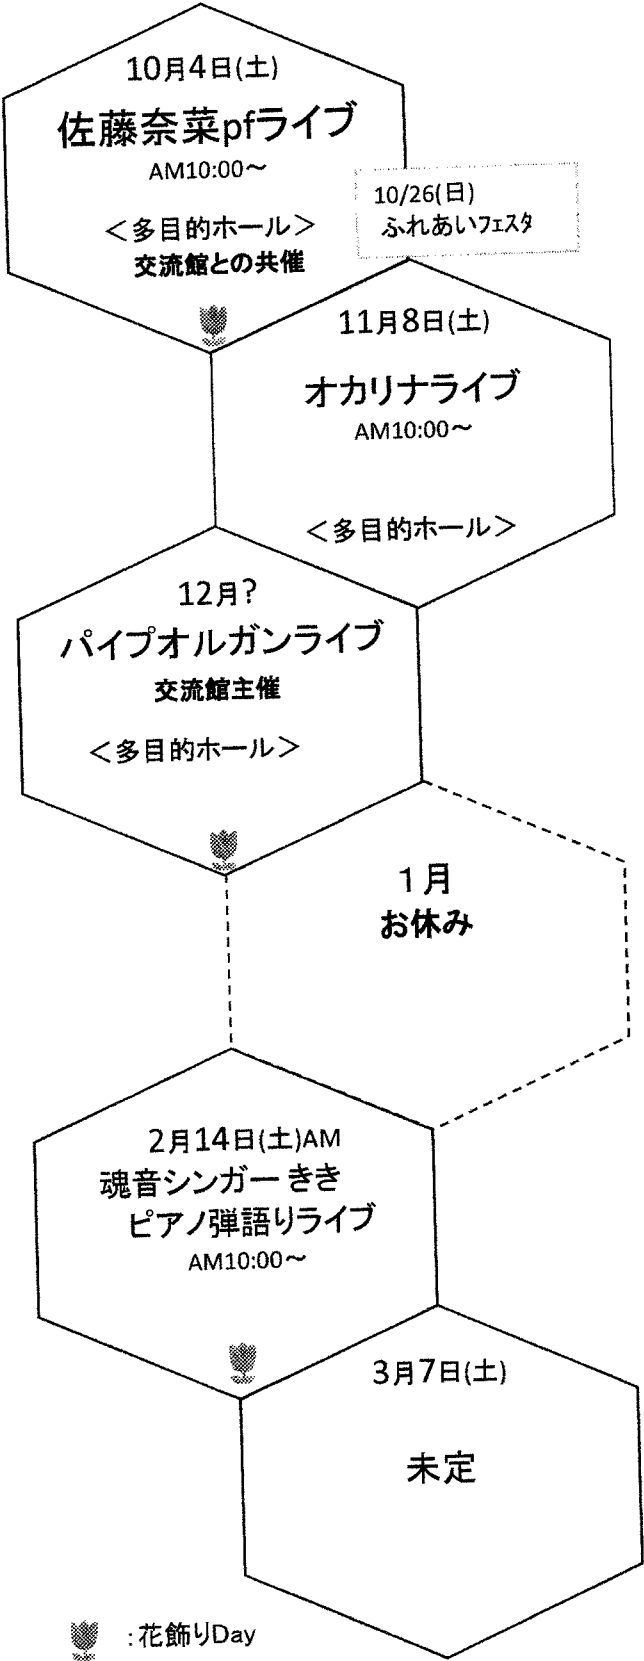 10月4日(土)
佐藤奈菜pfライブ
AM10:00～
＜多目的ホール＞
交流館との共催
10/26(日)
ふれあいフェスタ
11月8日(土)
オカリナライブ
AM10:00～
＜多目的ホール＞
12月?
パイプオルガンライブ
交流館主催
＜多目的ホール＞
1月
お休み
2月14日(土)AM
魂音シンガー きき
ピアノ弾語りライブ
AM10:00～
3月7日(土)
未定
:花飾りDay